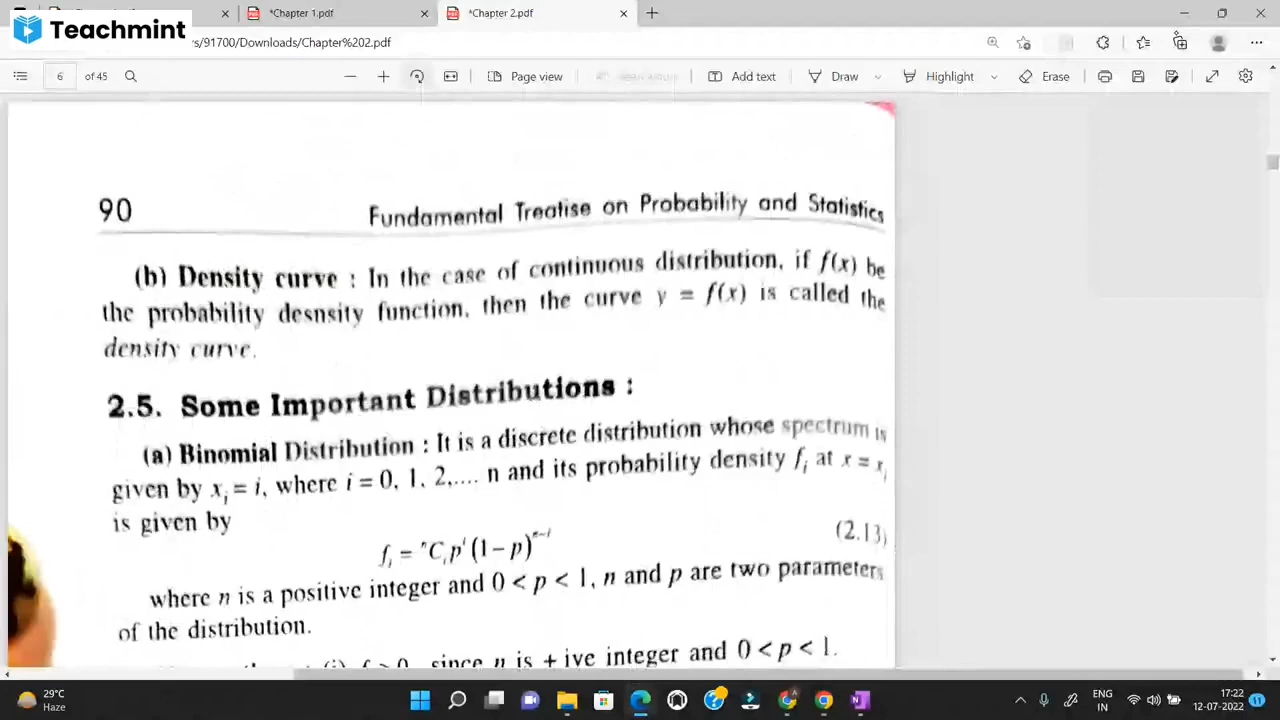 *Chapter 1.pdf
*Chapter 2.pdf
Teachmint
rs/91700/Downloads/Chapter%202.pdf
6 of 45
Page view
Add text
Draw
Highlight
Erase
90
Fundamental Treatise on Probability and Statistics
(b) Density curve : In the case of continuous distribution, if f(x) be
the probability desnsity function, then the curve y = f(x) is called the
density curve.
2.5. Some Important Distributions :
(a) Binomial Distribution : It is a discrete distribution whose spectrum is
given by xᵢ = i, where i = 0, 1, 2,.... n and its probability density fᵢ at x = xᵢ
is given by
fᵢ = ⁿCᵢpⁱ(1−p)ⁿ⁻ⁱ (2.13)
where n is a positive integer and 0 < p < 1, n and p are two parameters
of the distribution.
since n is + ive integer and 0 < p < 1.
29°C
Haze
ENG
IN
17:22
12-07-2022